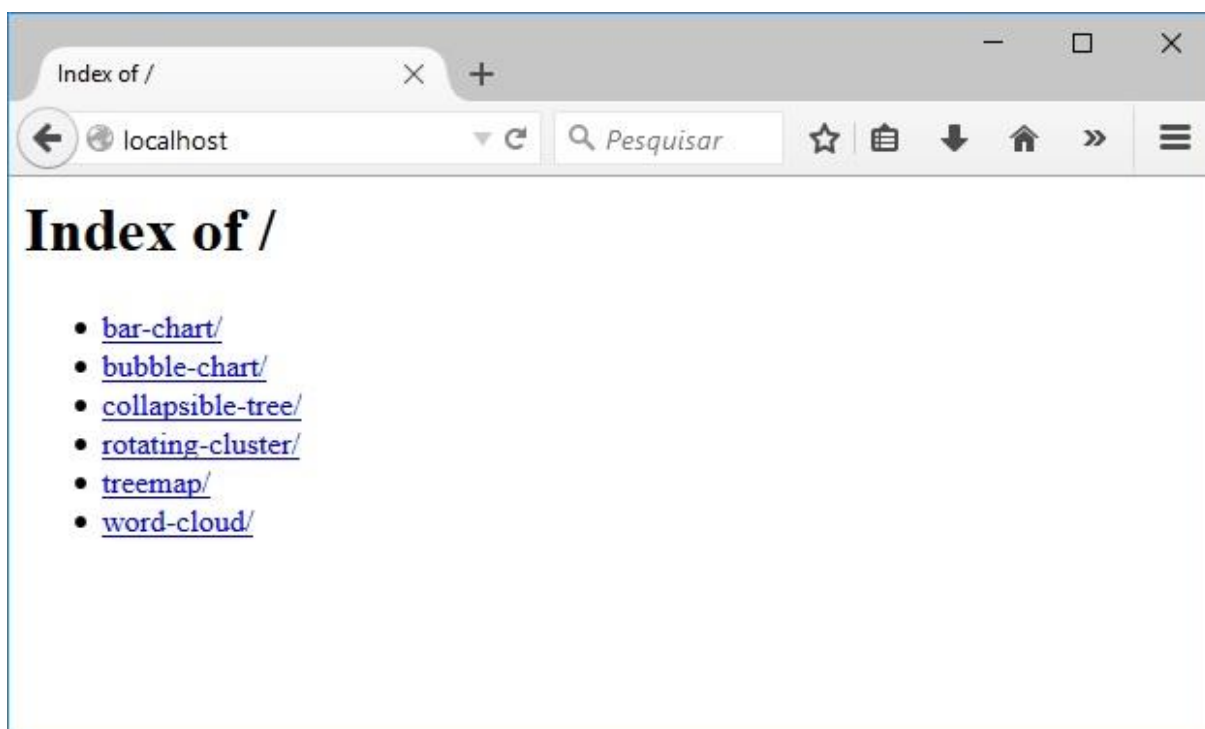 Index of /
localhost
Pesquisar
Index of /
bar-chart/
bubble-chart/
collapsible-tree/
rotating-cluster/
treemap/
word-cloud/